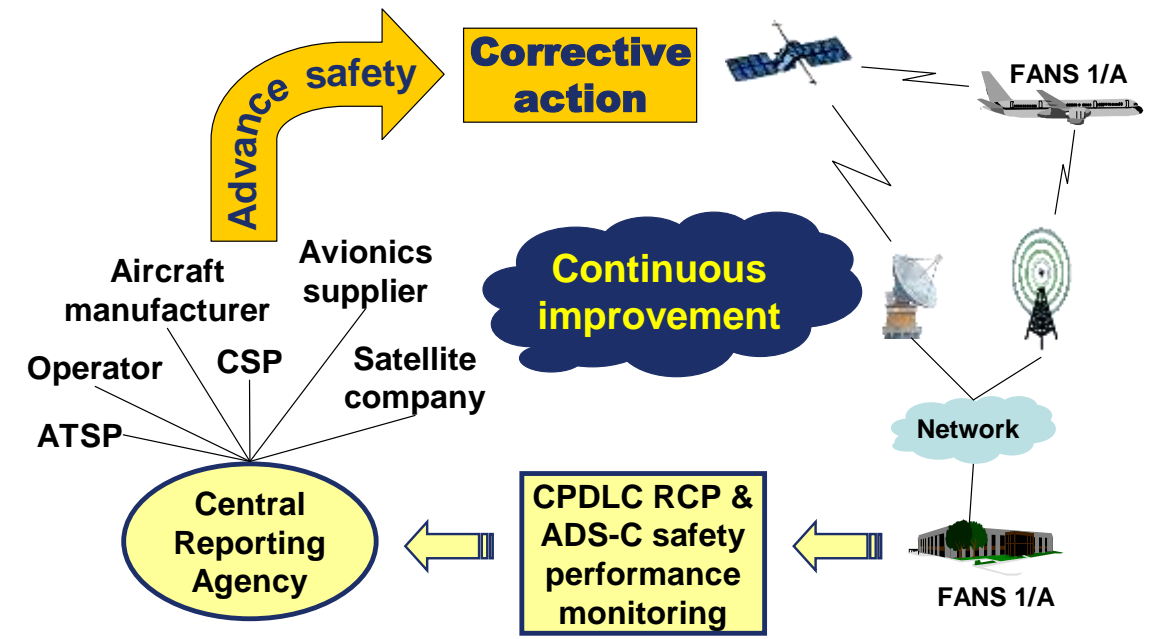 Advance safety
Corrective
action
FANS 1/A
Avionics
supplier
Aircraft
manufacturer
Continuous
improvement
Operator
CSP
Satellite
company
ATSP
Network
Central
Reporting
Agency
CPDLC RCP &
ADS-C safety
performance
monitoring
FANS 1/A